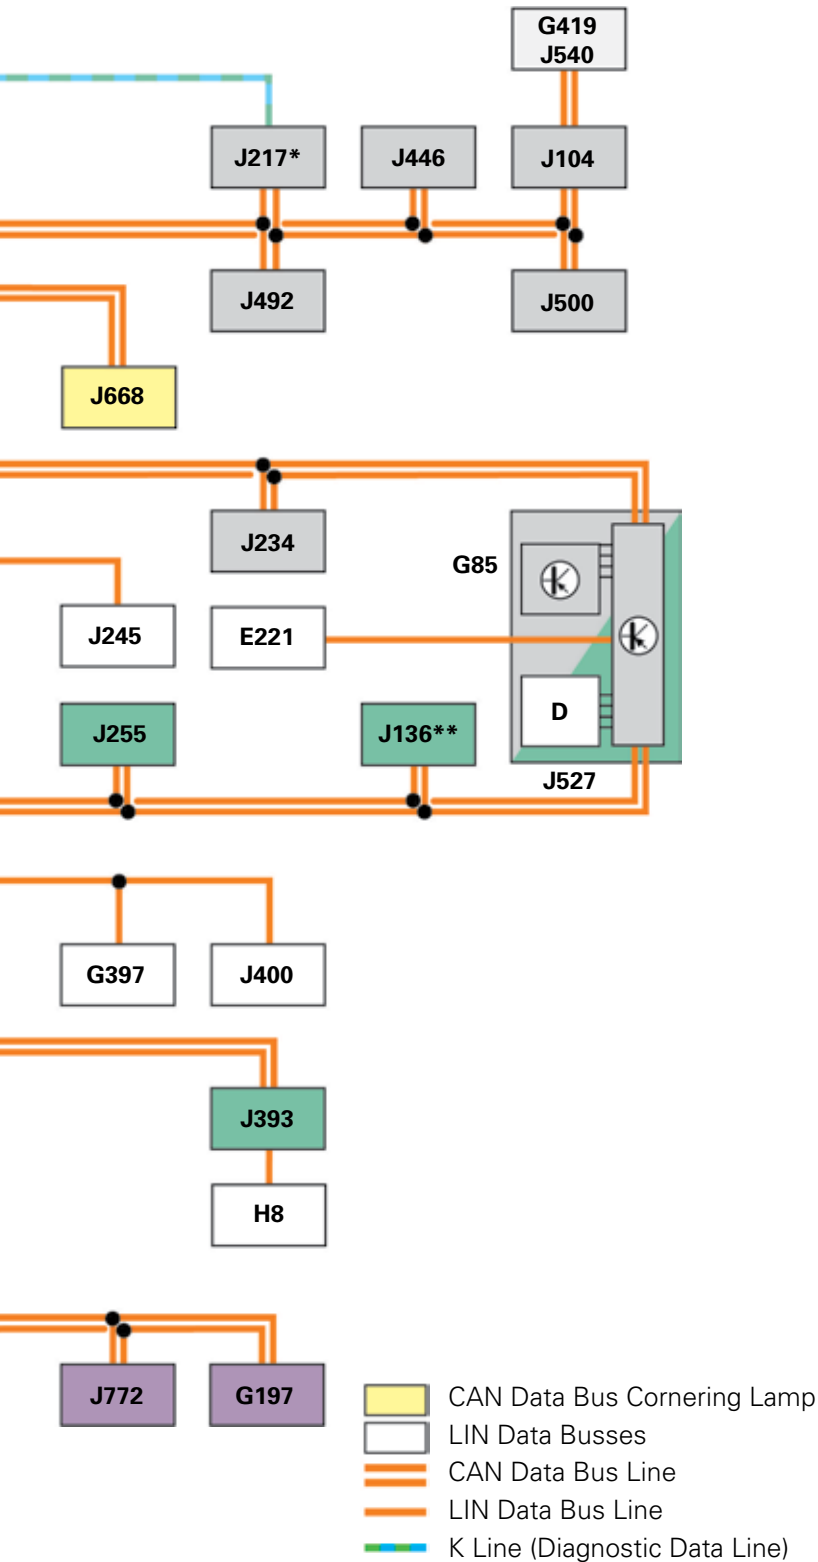 G419
J540
J217*
J446
J104
J492
J500
J668
J234
G85
J245
E221
D
J255
J136**
J527
G397
J400
J393
H8
J772
G197
CAN Data Bus Cornering Lamp
LIN Data Busses
CAN Data Bus Line
LIN Data Bus Line
K Line (Diagnostic Data Line)